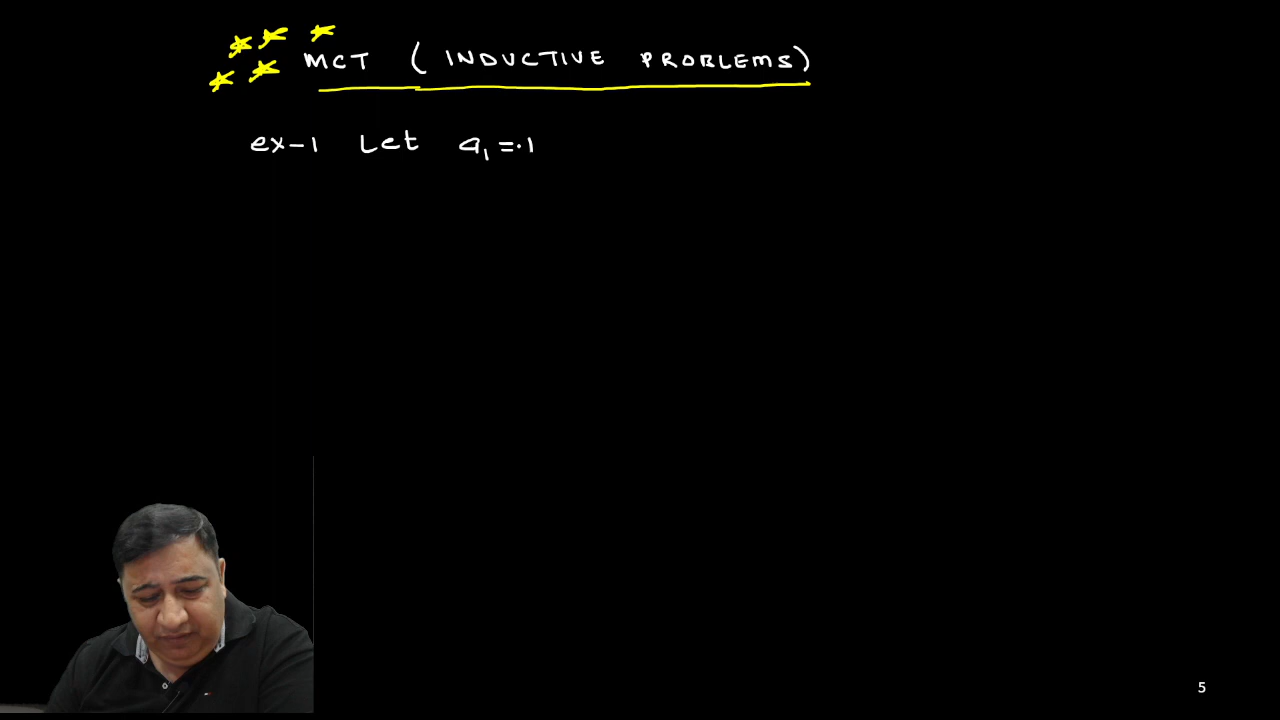 MCT (INDUCTIVE PROBLEMS)
ex-1 Let a₁ =.1
5